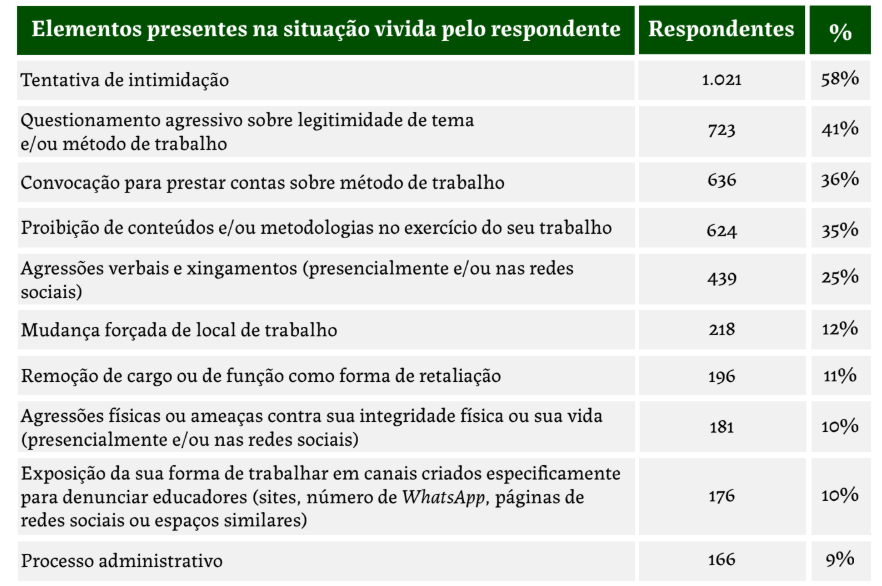 Elementos presentes na situação vivida pelo respondente Respondentes %
Tentativa de intimidação 1.021 58%
Questionamento agressivo sobre legitimidade de tema
e/ou método de trabalho 723 41%
Convocação para prestar contas sobre método de trabalho 636 36%
Proibição de conteúdos e/ou metodologias no exercício do seu trabalho 624 35%
Agressões verbais e xingamentos (presencialmente e/ou nas redes
sociais) 439 25%
Mudança forçada de local de trabalho 218 12%
Remoção de cargo ou de função como forma de retaliação 196 11%
Agressões físicas ou ameaças contra sua integridade física ou sua vida
(presencialmente e/ou nas redes sociais) 181 10%
Exposição da sua forma de trabalhar em canais criados especificamente
para denunciar educadores (sites, número de WhatsApp, páginas de
redes sociais ou espaços similares) 176 10%
Processo administrativo 166 9%